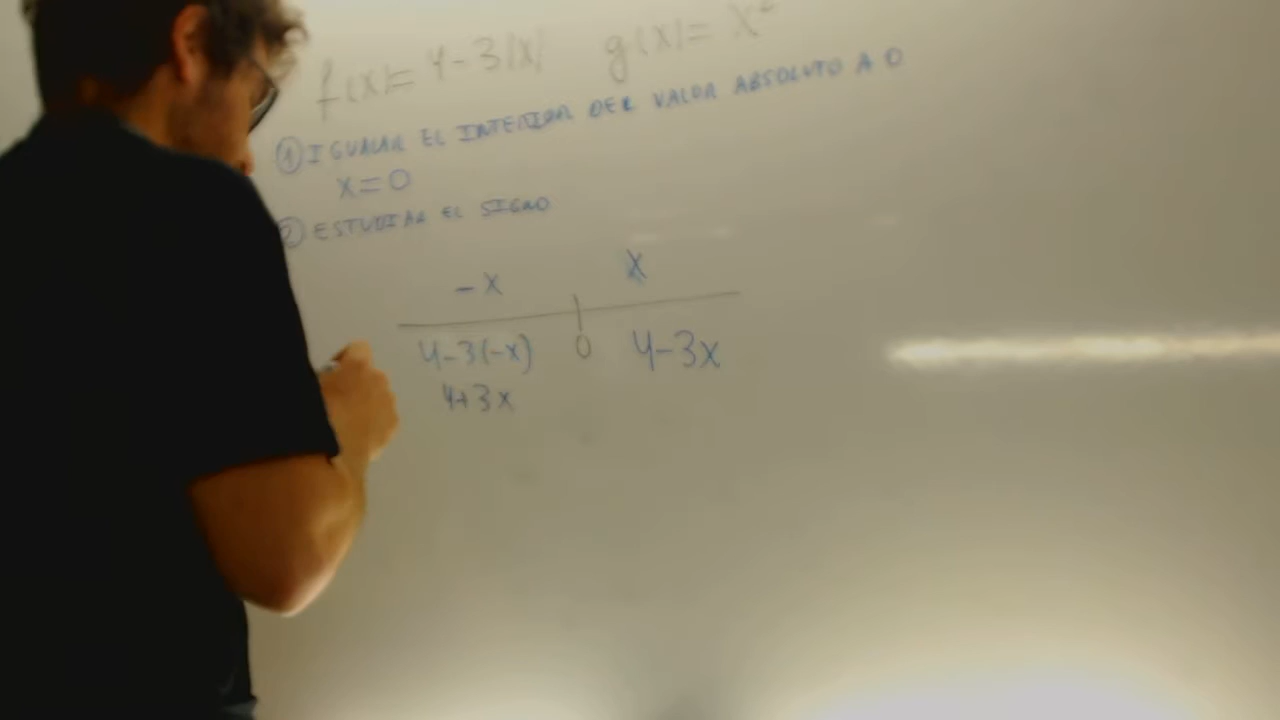 f(x)= 4-3|x|   g(x)= x²
① IGUALAR EL INTERIOR DEL VALOR ABSOLUTO A 0
x=0
② ESTUDIAR EL SIGNO
-x   x
4-3(-x)   0   4-3x
4+3x